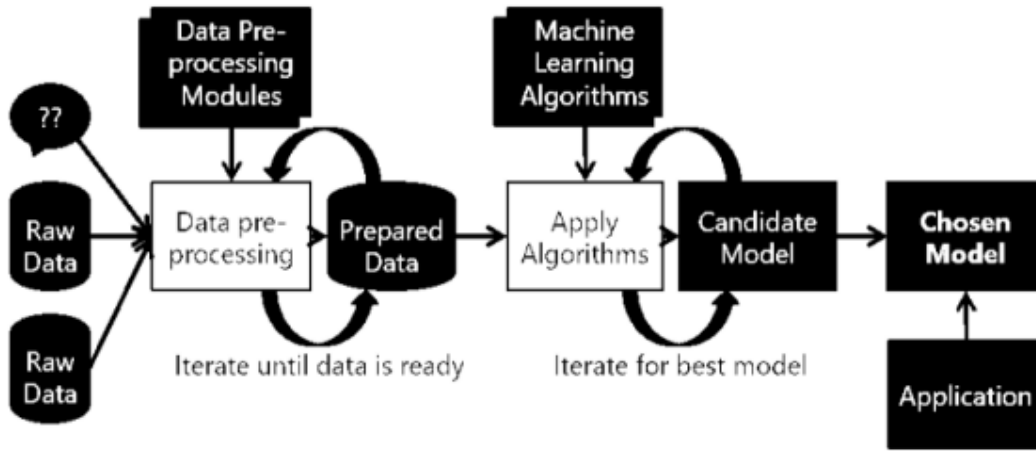 Data Pre-
processing
Modules
Machine
Learning
Algorithms
??
Raw
Data
Raw
Data
Data pre-
processing
Prepared
Data
Apply
Algorithms
Candidate
Model
Chosen
Model
Iterate until data is ready
Iterate for best model
Application